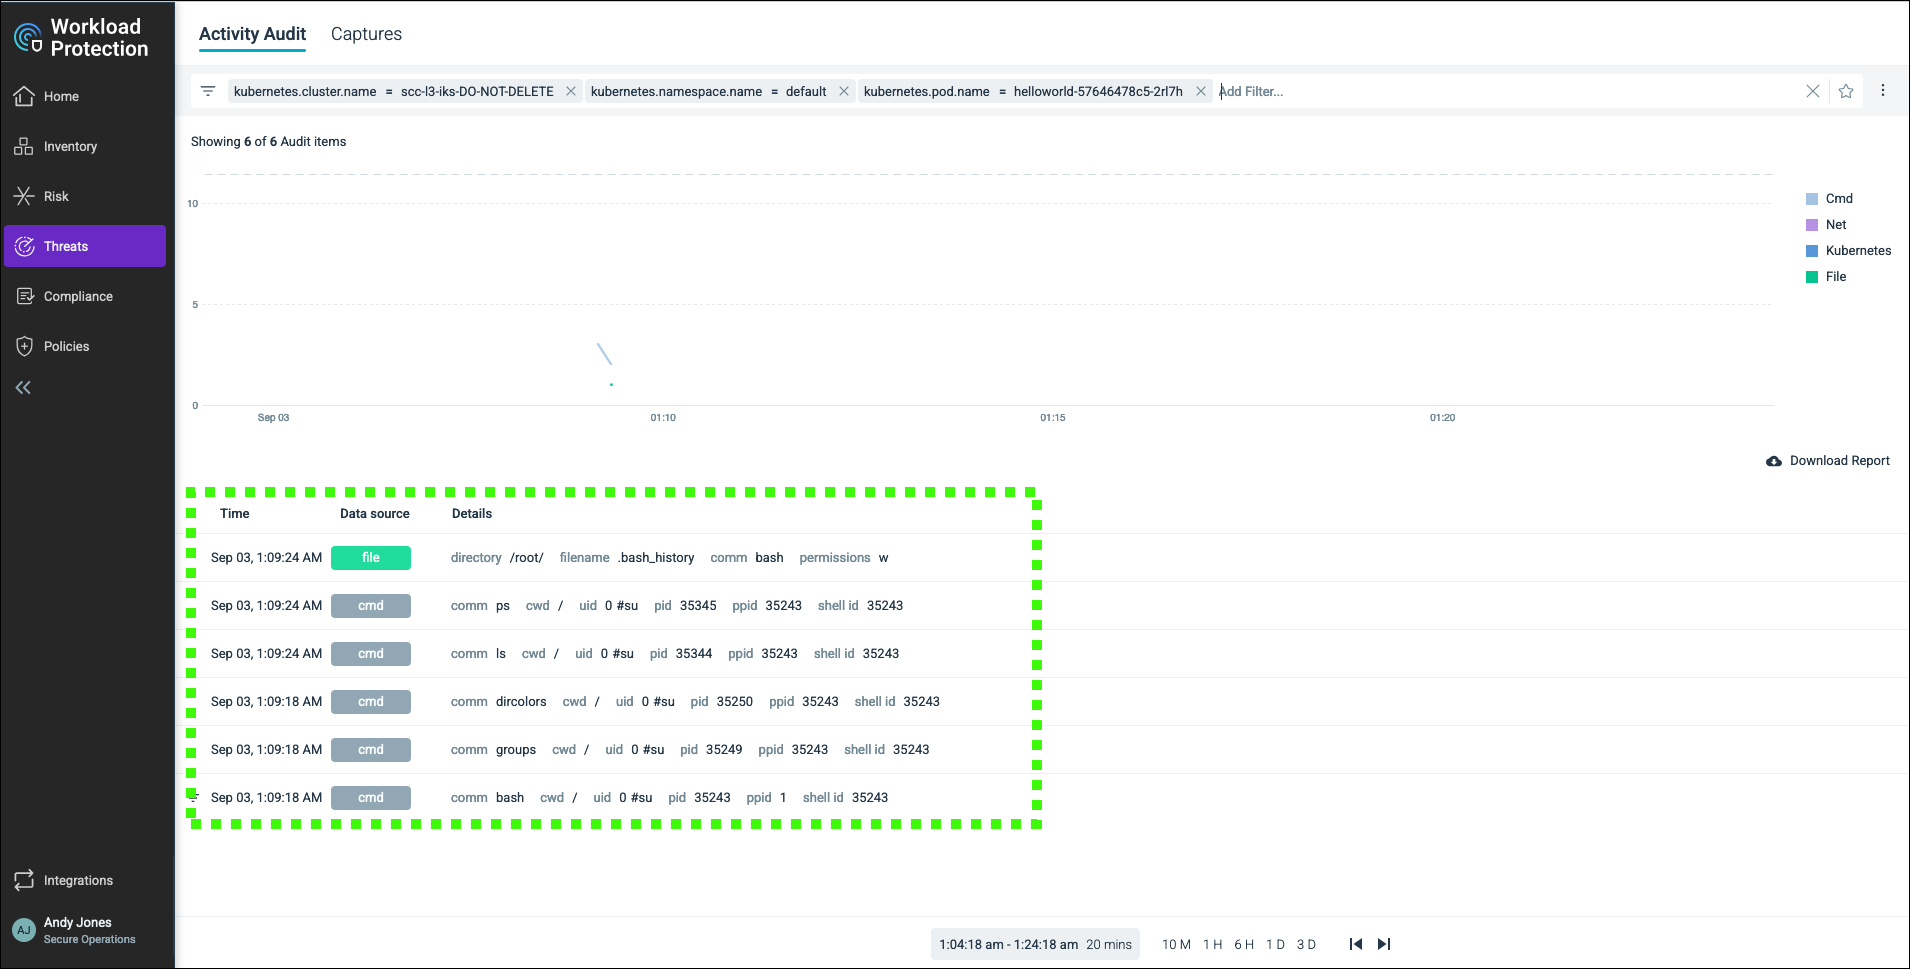 Workload
Protection
Home
Inventory
Risk
Threats
Compliance
Policies
Integrations
AJ
Andy Jones
Secure Operations
Activity Audit Captures
kubernetes.cluster.name = scc-l3-iks-DO-NOT-DELETE kubernetes.namespace.name = default kubernetes.pod.name = helloworld-57646478c5-2rl7h Add Filter...
Showing 6 of 6 Audit items
10
5
0
Sep 03 01:10 01:15 01:20
Cmd
Net
Kubernetes
File
Download Report
Time Data source Details
Sep 03, 1:09:24 AM file directory /root/ filename .bash_history comm bash permissions w
Sep 03, 1:09:24 AM cmd comm ps cwd / uid 0 #su pid 35345 ppid 35243 shell id 35243
Sep 03, 1:09:24 AM cmd comm ls cwd / uid 0 #su pid 35344 ppid 35243 shell id 35243
Sep 03, 1:09:18 AM cmd comm dircolors cwd / uid 0 #su pid 35250 ppid 35243 shell id 35243
Sep 03, 1:09:18 AM cmd comm groups cwd / uid 0 #su pid 35249 ppid 35243 shell id 35243
Sep 03, 1:09:18 AM cmd comm bash cwd / uid 0 #su pid 35243 ppid 1 shell id 35243
1:04:18 am - 1:24:18 am 20 mins 10 M 1 H 6 H 1 D 3 D